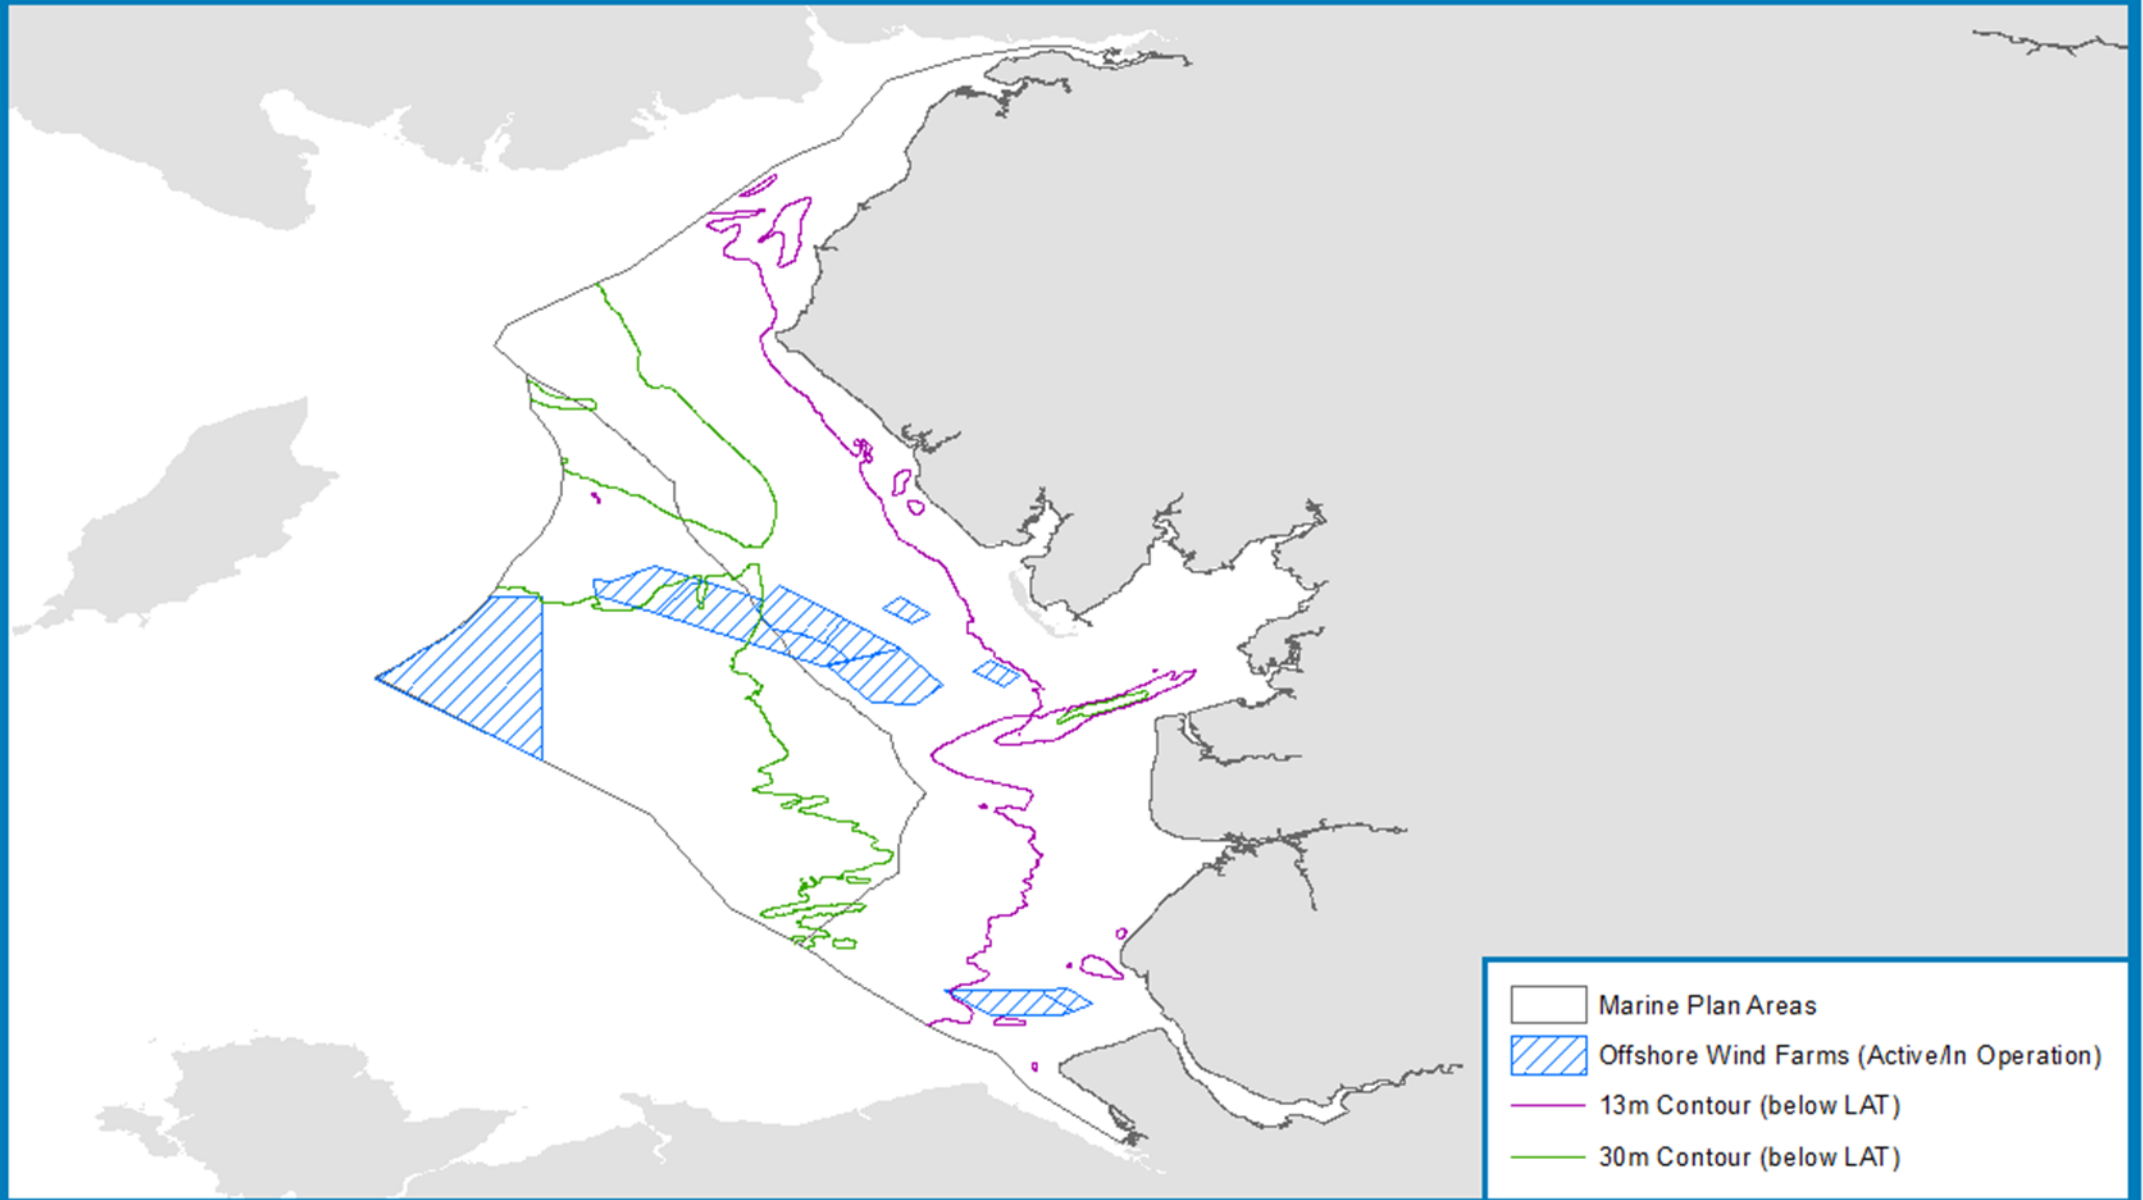 Marine Plan Areas
Offshore Wind Farms (Active/In Operation)
13m Contour (below LAT)
30m Contour (below LAT)